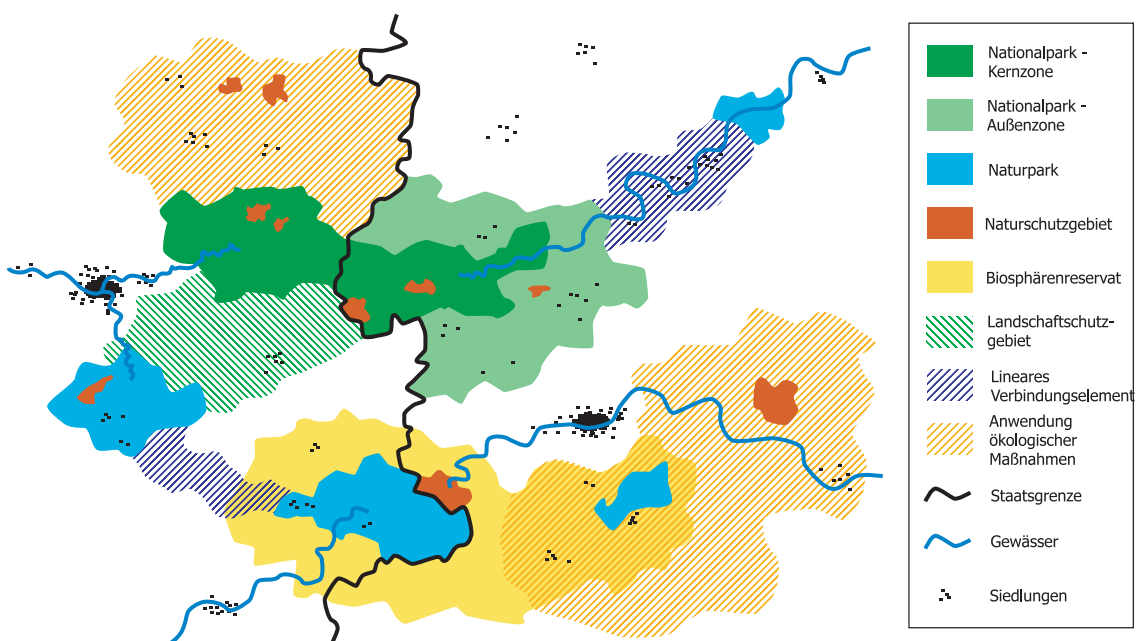 Nationalpark -
Kernzone
Nationalpark -
Außenzone
Naturpark
Naturschutzgebiet
Biosphärenreservat
Landschaftschutz-
gebiet
Lineares
Verbindungselement
Anwendung
ökologischer
Maßnahmen
Staatsgrenze
Gewässer
Siedlungen